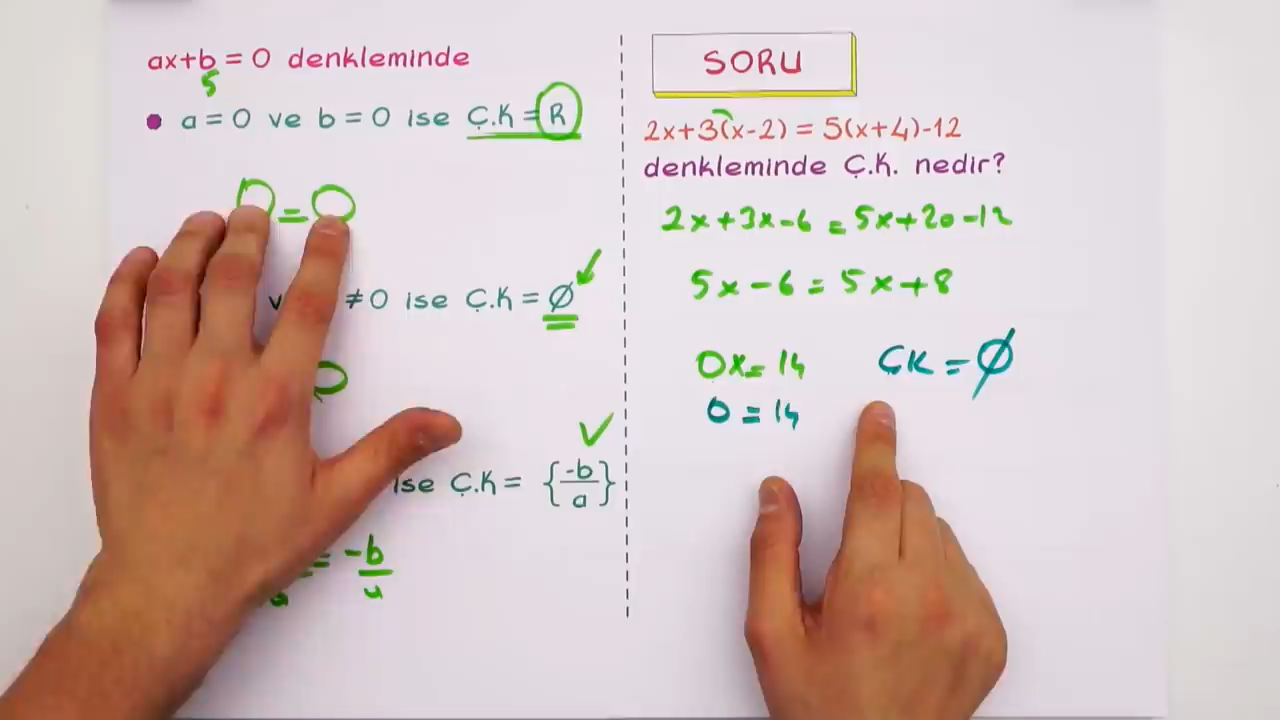 ax+b = 0 denkleminde
5
• a = 0 ve b = 0 ise Ç.K = R
0 = 0
≠0 ise Ç.K = ∅
0
ise Ç.K = {-b/a}
= -b/a
SORU
2x+3(x-2) = 5(x+4)-12
denkleminde Ç.K. nedir?
2x+3x-6 = 5x+20-12
5x-6 = 5x+8
0x = 14
ÇK = ∅
0 = 14